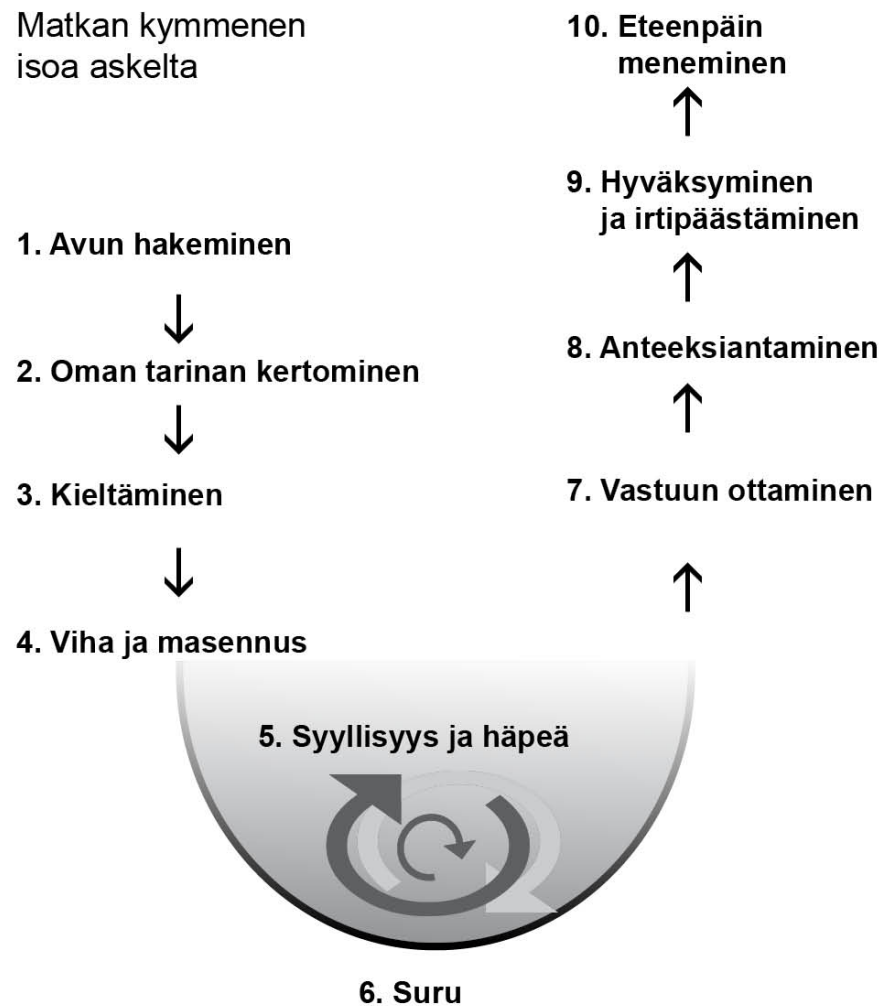 Matkan kymmenen
isoa askelta
1. Avun hakeminen
2. Oman tarinan kertominen
3. Kieltäminen
4. Viha ja masennus
5. Syyllisyys ja häpeä
6. Suru
7. Vastuun ottaminen
8. Anteeksiantaminen
9. Hyväksyminen
ja irtipäästäminen
10. Eteenpäin
meneminen